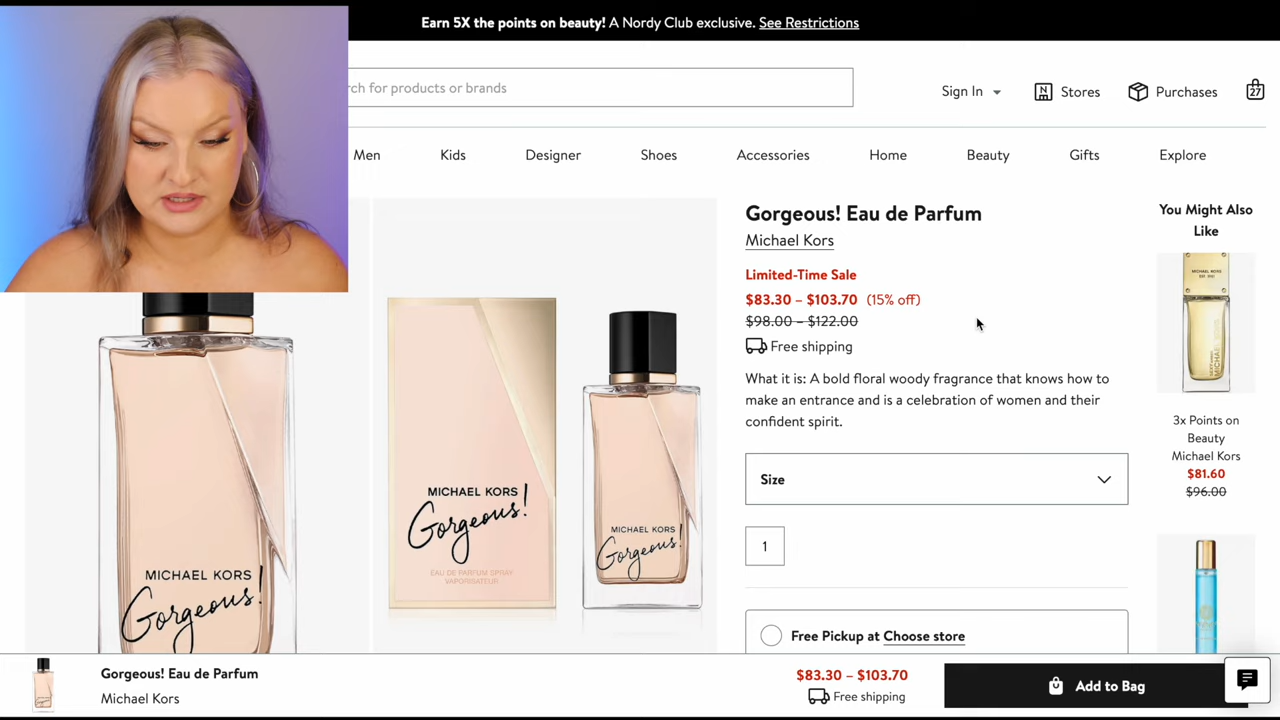 Earn 5X the points on beauty! A Nordy Club exclusive. See Restrictions
rch for products or brands
Sign In
Stores
Purchases
27
Men
Kids
Designer
Shoes
Accessories
Home
Beauty
Gifts
Explore
Gorgeous! Eau de Parfum
Michael Kors
Limited-Time Sale
$83.30 – $103.70 (15% off)
$98.00 – $122.00
Free shipping
What it is: A bold floral woody fragrance that knows how to
make an entrance and is a celebration of women and their
confident spirit.
Size
1
Free Pickup at Choose store
You Might Also
Like
MICHAEL KORS
3x Points on
Beauty
Michael Kors
$81.60
$96.00
MICHAEL KORS
Gorgeous!
MICHAEL KORS
Gorgeous!
EAU DE PARFUM SPRAY
VAPORISATEUR
MICHAEL KORS
Gorgeous!
Gorgeous! Eau de Parfum
Michael Kors
$83.30 – $103.70
Free shipping
Add to Bag